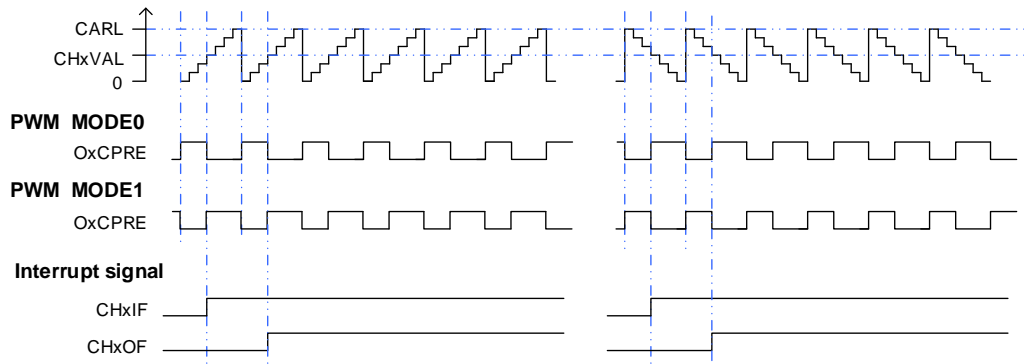 CARL
CHxVAL
0
PWM MODE0
OxCPRE
PWM MODE1
OxCPRE
Interrupt signal
CHxIF
CHxOF